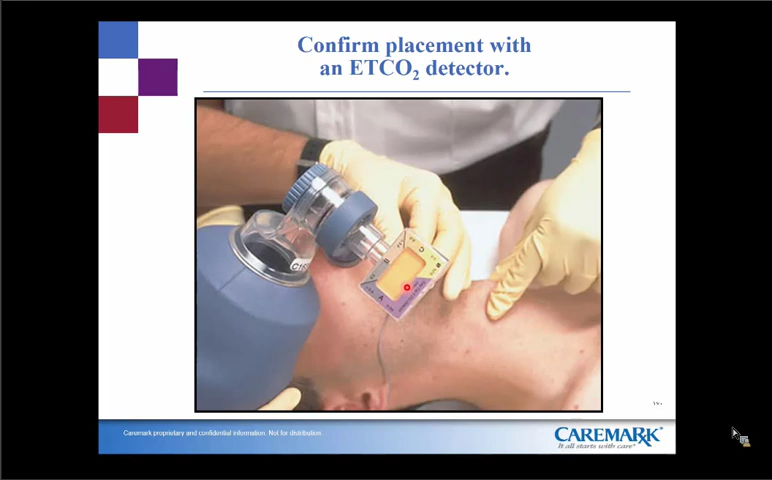 Confirm placement with
an ETCO₂ detector.
C
B
A
١٧٠
Caremark proprietary and confidential information. Not for distribution.
CAREMARK
It all starts with care